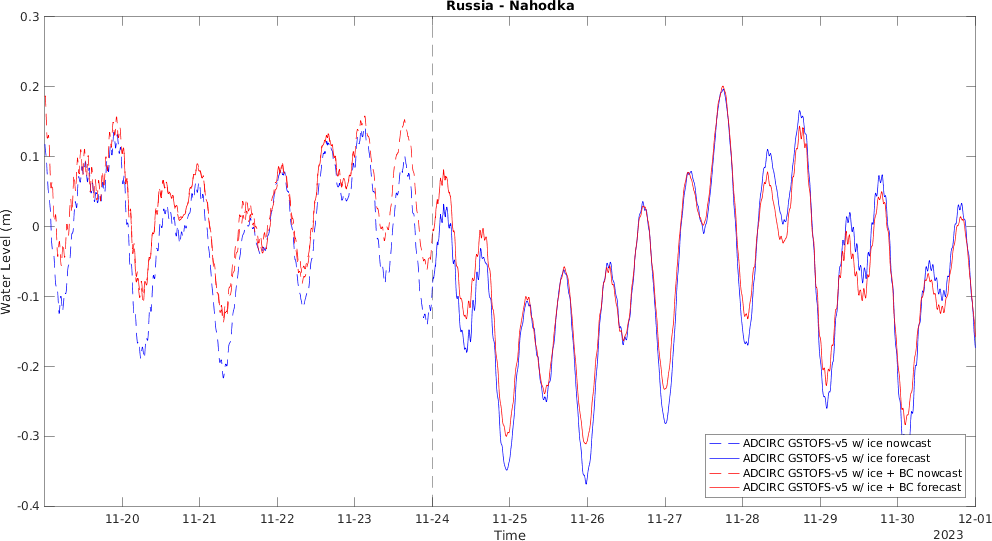 Russia - Nahodka
0.3
0.2
0.1
0
-0.1
-0.2
-0.3
-0.4
Water Level (m)
ADCIRC GSTOFS-v5 w/ ice nowcast
ADCIRC GSTOFS-v5 w/ ice forecast
ADCIRC GSTOFS-v5 w/ ice + BC nowcast
ADCIRC GSTOFS-v5 w/ ice + BC forecast
11-20 11-21 11-22 11-23 11-24 11-25 11-26 11-27 11-28 11-29 11-30 12-01
Time
2023